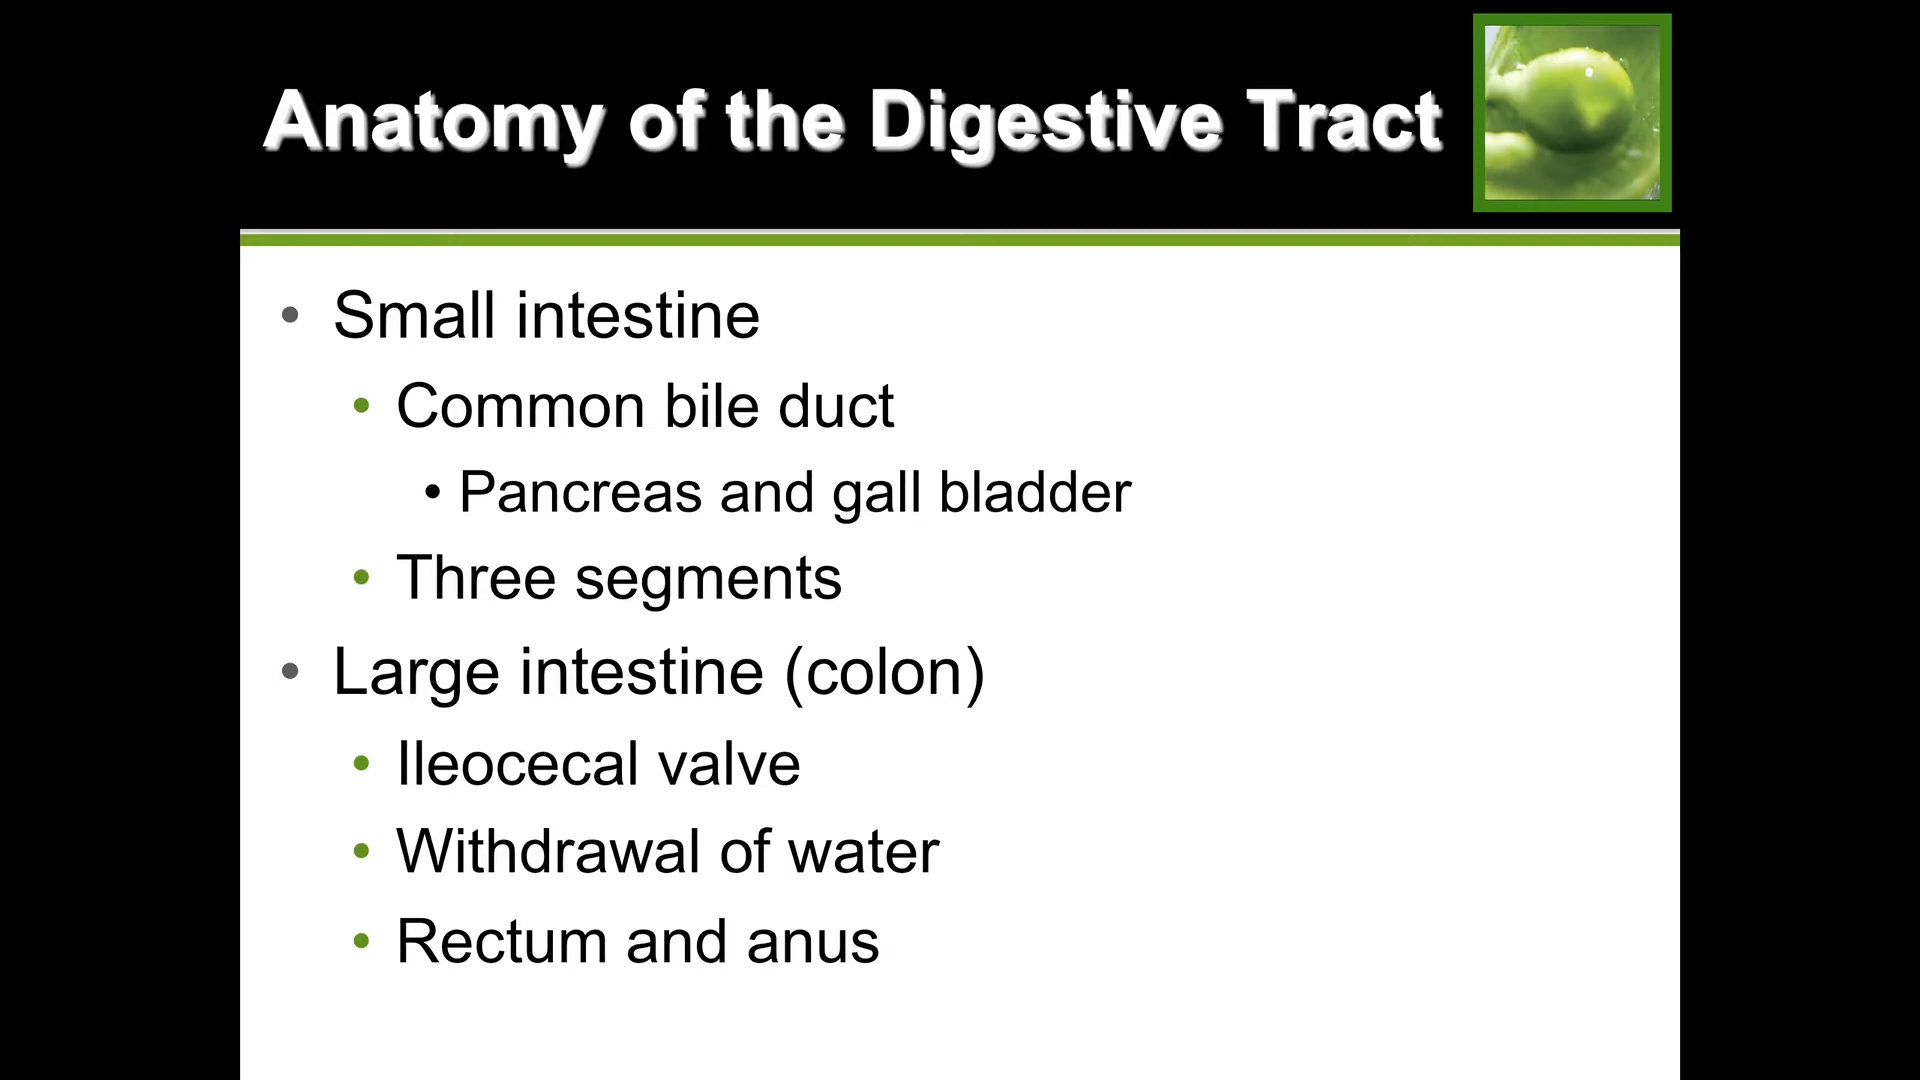 Anatomy of the Digestive Tract
• Small intestine
• Common bile duct
• Pancreas and gall bladder
• Three segments
• Large intestine (colon)
• Ileocecal valve
• Withdrawal of water
• Rectum and anus